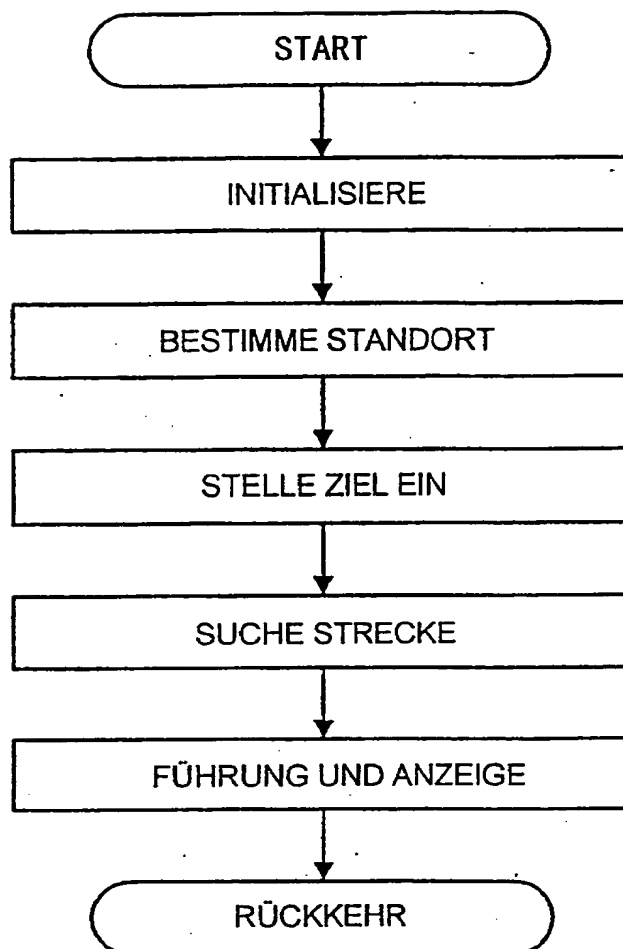 START
INITIALISIERE
BESTIMME STANDORT
STELLE ZIEL EIN
SUCHE STRECKE
FÜHRUNG UND ANZEIGE
RÜCKKEHR